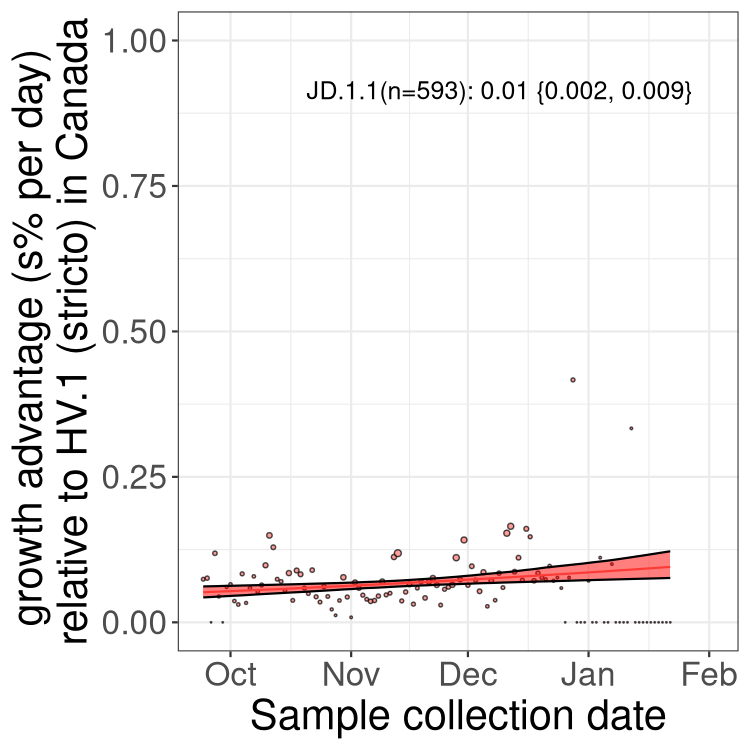 growth advantage (s% per day)
relative to HV.1 (stricto) in Canada
1.00
0.75
0.50
0.25
0.00
JD.1.1(n=593): 0.01 {0.002, 0.009}
Oct Nov Dec Jan Feb
Sample collection date